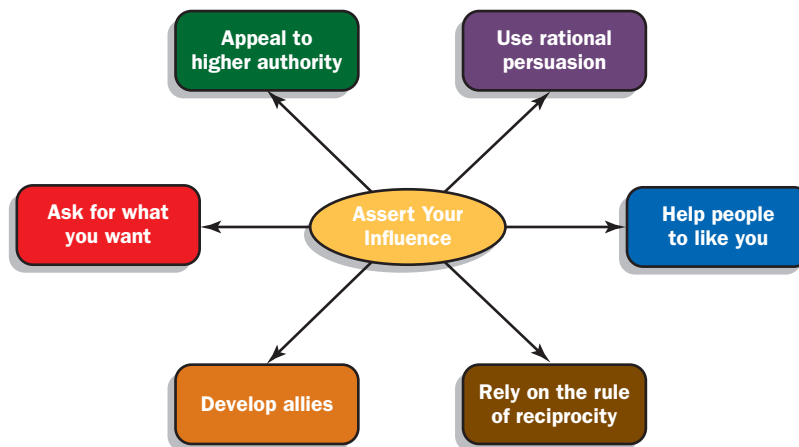 Appeal to
higher authority
Use rational
persuasion
Ask for what
you want
Assert Your
Influence
Help people
to like you
Develop allies
Rely on the rule
of reciprocity